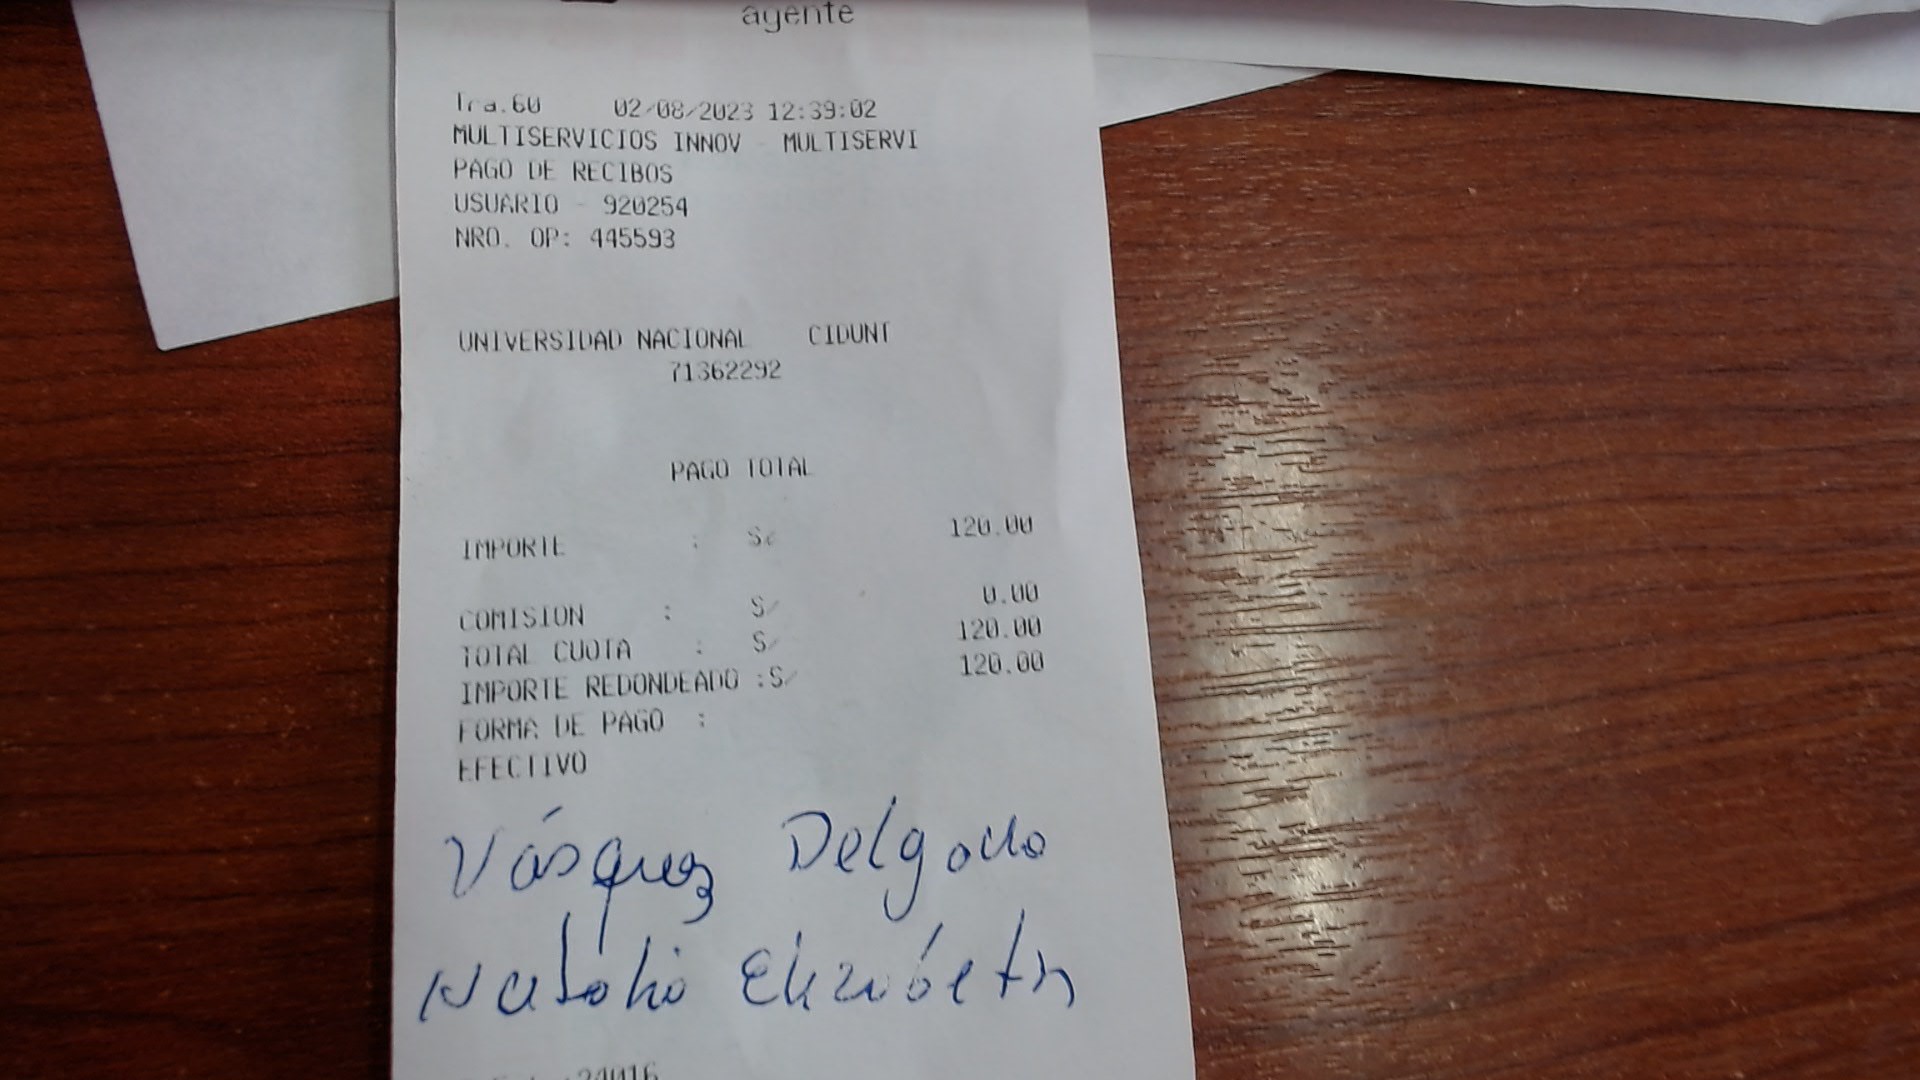 agente
Tra.60 02/08/2023 12:39:02
MULTISERVICIOS INNOV - MULTISERVI
PAGO DE RECIBOS
USUARIO - 920254
NRO. OP: 445593
UNIVERSIDAD NACIONAL CIDUNT
71362292
PAGO TOTAL
IMPORTE : S/ 120.00
COMISION : S/ 0.00
TOTAL CUOTA : S/ 120.00
IMPORTE REDONDEADO :S/ 120.00
FORMA DE PAGO :
EFECTIVO
Vásquez Delgado
Natalia Elizabeth